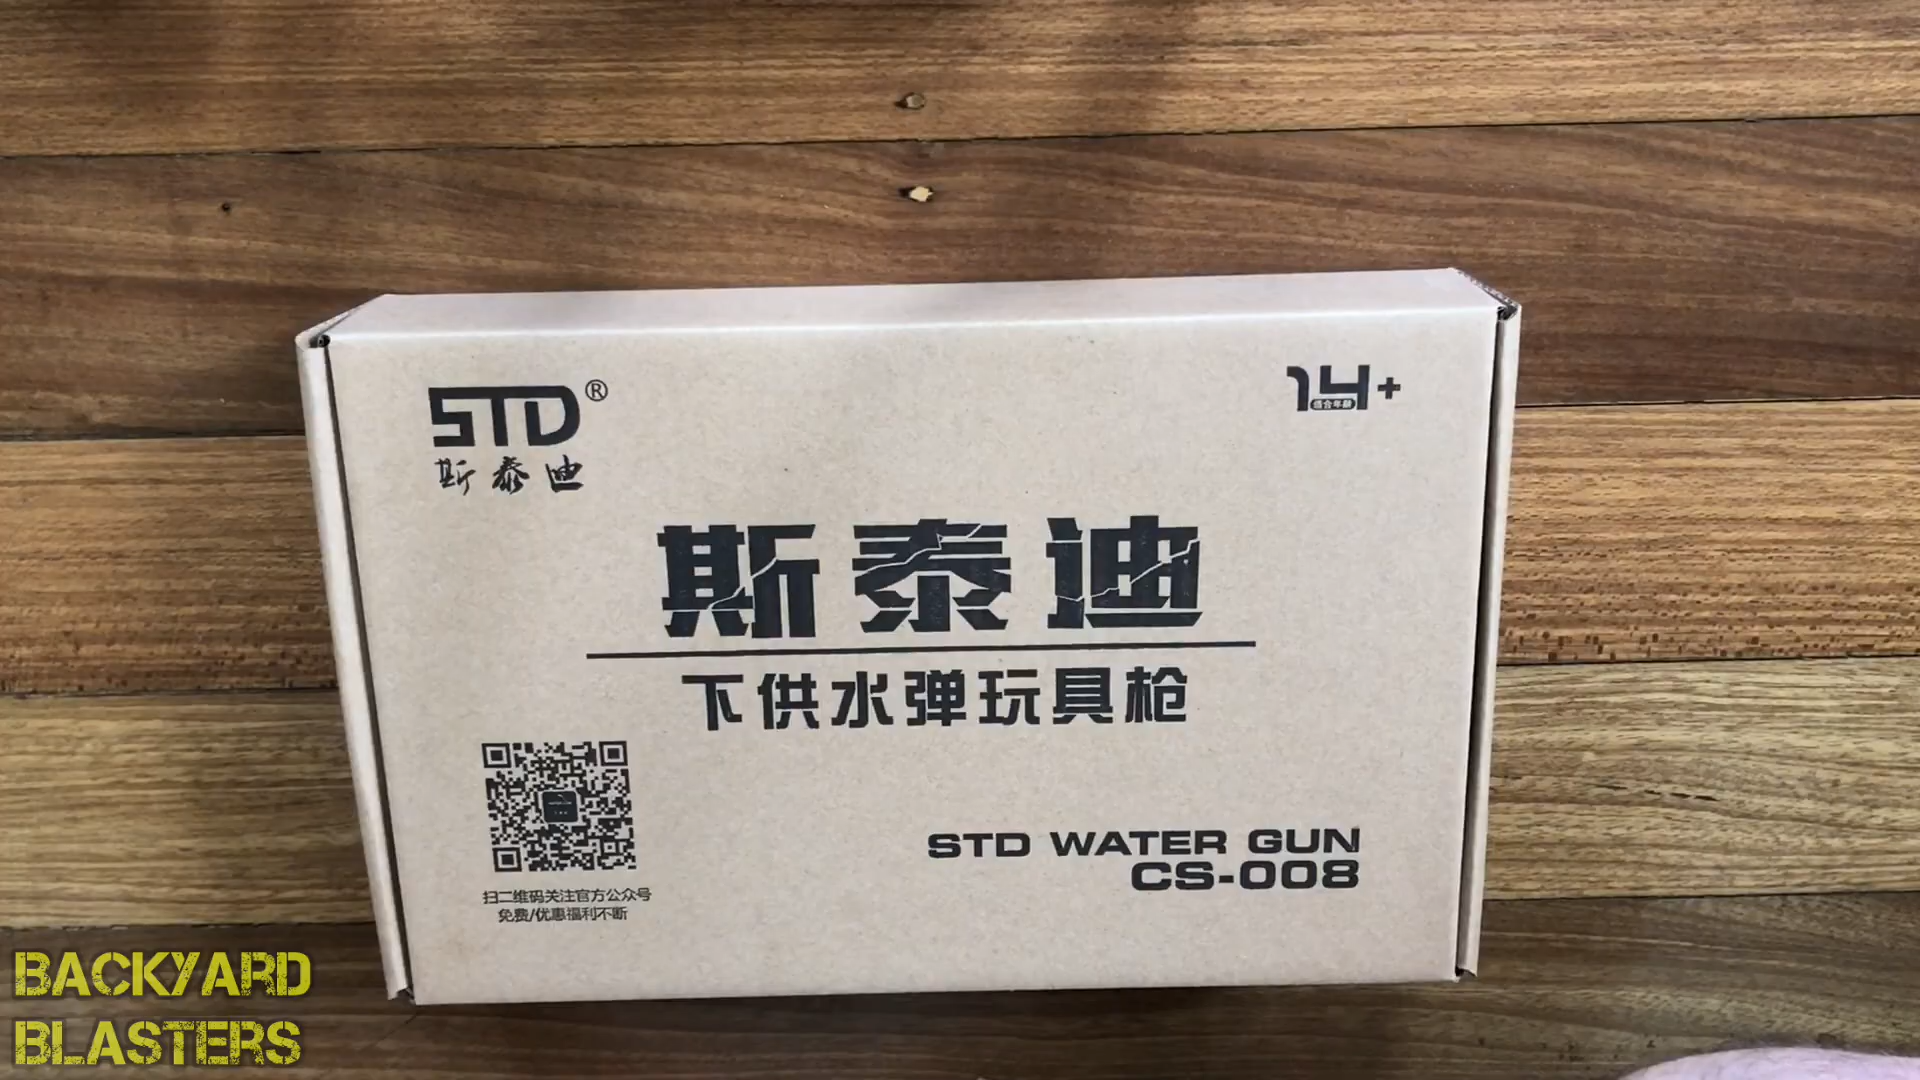 STD®
斯泰迪
14+
适合年龄
斯泰迪
下供水弹玩具枪
STD WATER GUN
CS-008
扫二维码关注官方公众号
免费/优惠福利不断
BACKYARD
BLASTERS